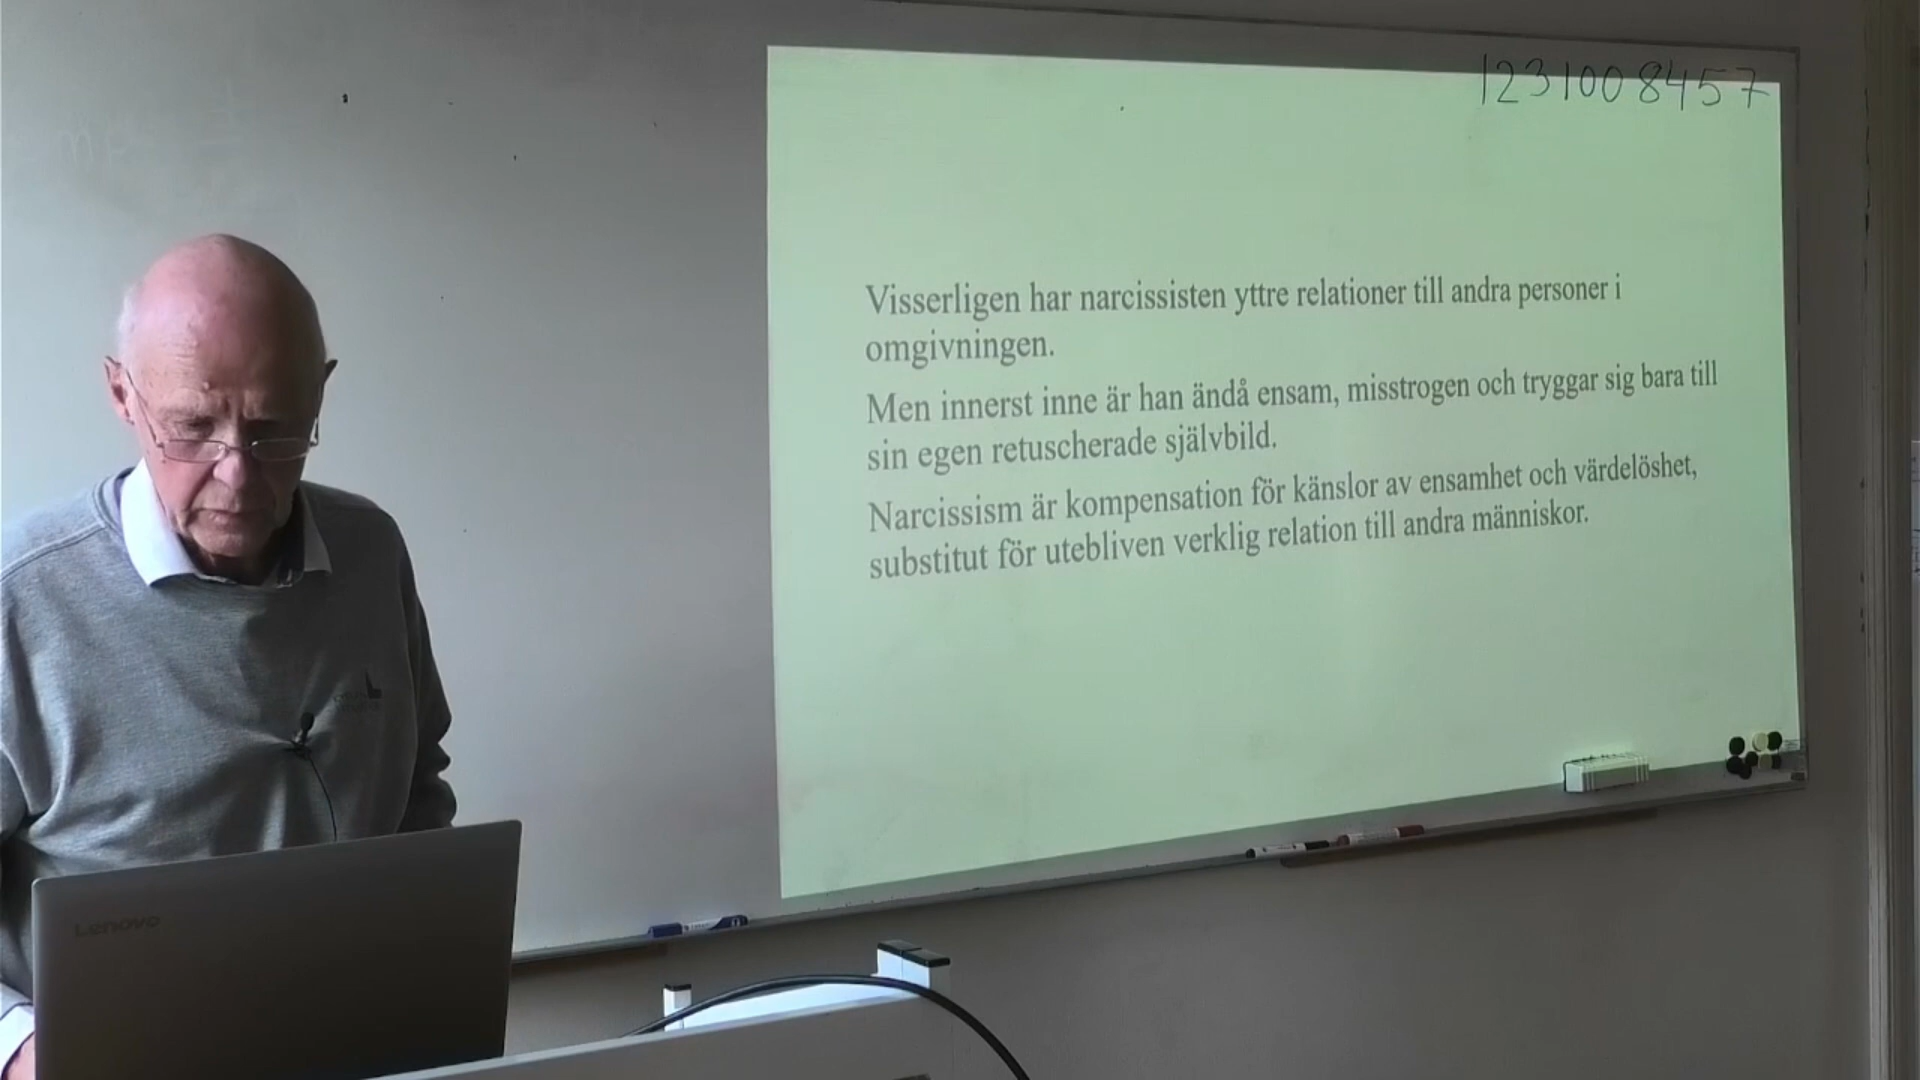 1231008457
Visserligen har narcissisten yttre relationer till andra personer i
omgivningen.
Men innerst inne är han ändå ensam, misstrogen och tryggar sig bara till
sin egen retuscherade självbild.
Narcissism är kompensation för känslor av ensamhet och värdelöshet,
substitut för utebliven verklig relation till andra människor.
Lenovo